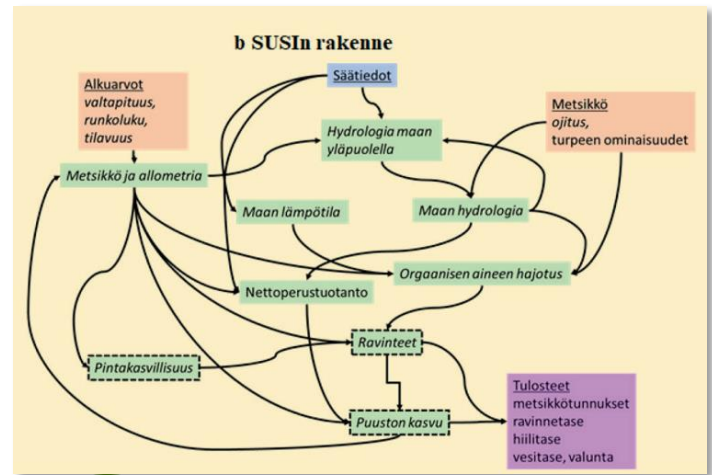 b SUSIn rakenne
Säätiedot
Alkuarvot
valtapituus,
runkoluku,
tilavuus
Metsikkö
ojitus,
turpeen ominaisuudet
Hydrologia maan
yläpuolella
Metsikkö ja allometria
Maan lämpötila
Maan hydrologia
Orgaanisen aineen hajotus
Nettoperustuotanto
Ravinteet
Pintakasvillisuus
Puuston kasvu
Tulosteet
metsikkötunnukset
ravinnetase
hiilitase
vesitase, valunta